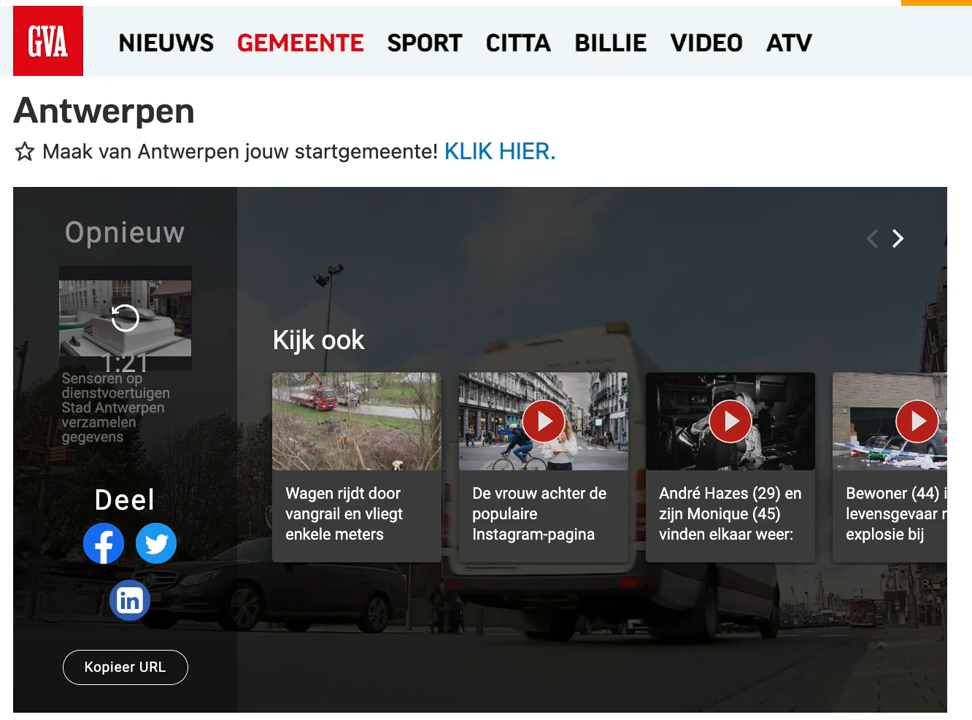 GVA
NIEUWS GEMEENTE SPORT CITTA BILLIE VIDEO ATV
Antwerpen
Maak van Antwerpen jouw startgemeente! KLIK HIER.
Opnieuw
1:21
Sensoren op
dienstvoertuigen
Stad Antwerpen
verzamelen
gegevens
Deel
Kopieer URL
Kijk ook
Wagen rijdt door
vangrail en vliegt
enkele meters
De vrouw achter de
populaire
Instagram-pagina
André Hazes (29) en
zijn Monique (45)
vinden elkaar weer:
Bewoner (44) i
levensgevaar
explosie bij